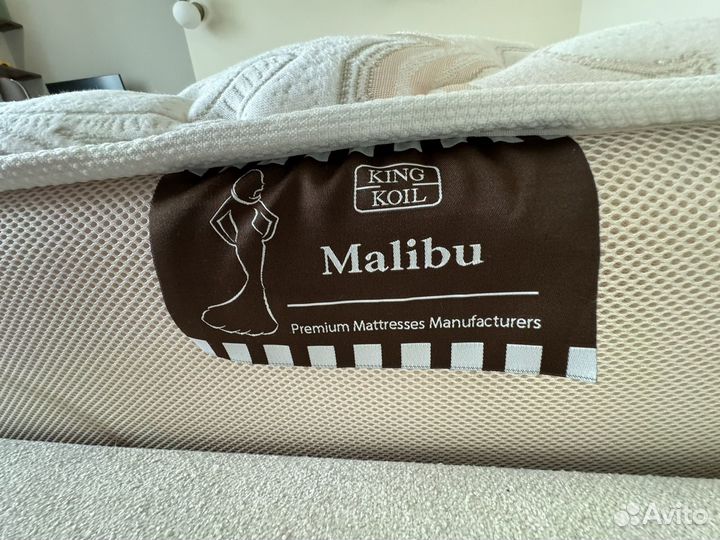 KING
KOIL
Malibu
Premium Mattresses Manufacturers
Avito